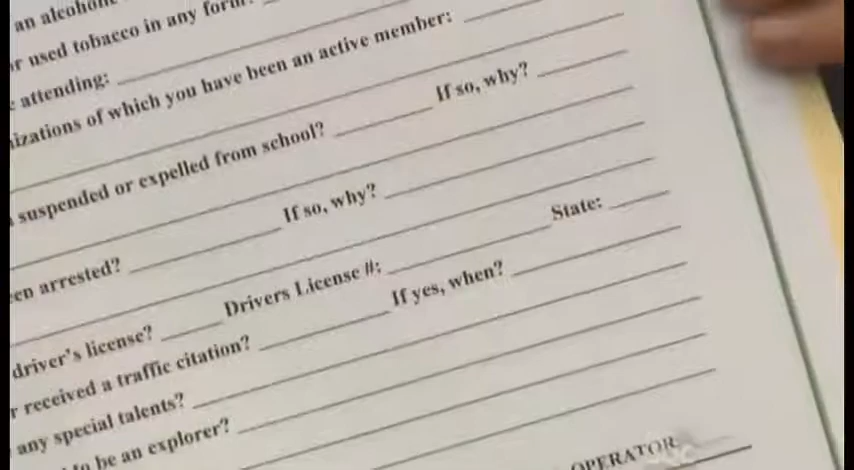 an alcoholic
or used tobacco in any form?
attending:
izations of which you have been an active member:
suspended or expelled from school? If so, why?
en arrested? If so, why?
driver's license? Drivers License #: State:
r received a traffic citation? If yes, when?
any special talents?
to be an explorer?
OPERATOR